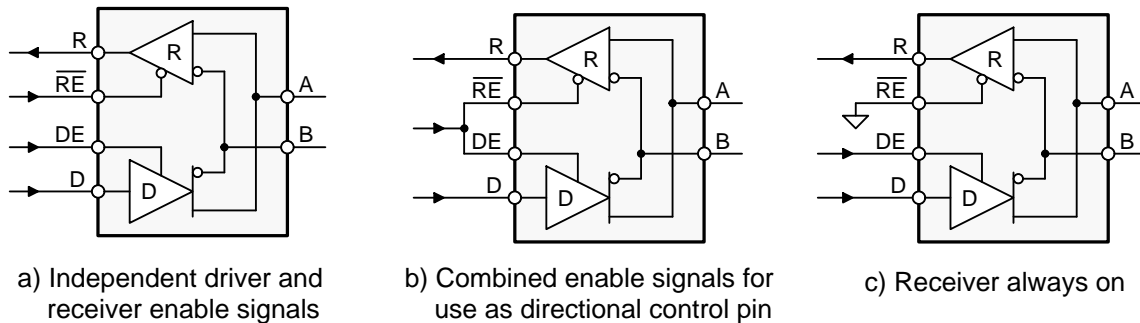 R
R
RE
A
DE
B
D
D
a) Independent driver and
receiver enable signals
R
R
RE
A
DE
B
D
D
b) Combined enable signals for
use as directional control pin
R
R
RE
A
DE
B
D
D
c) Receiver always on